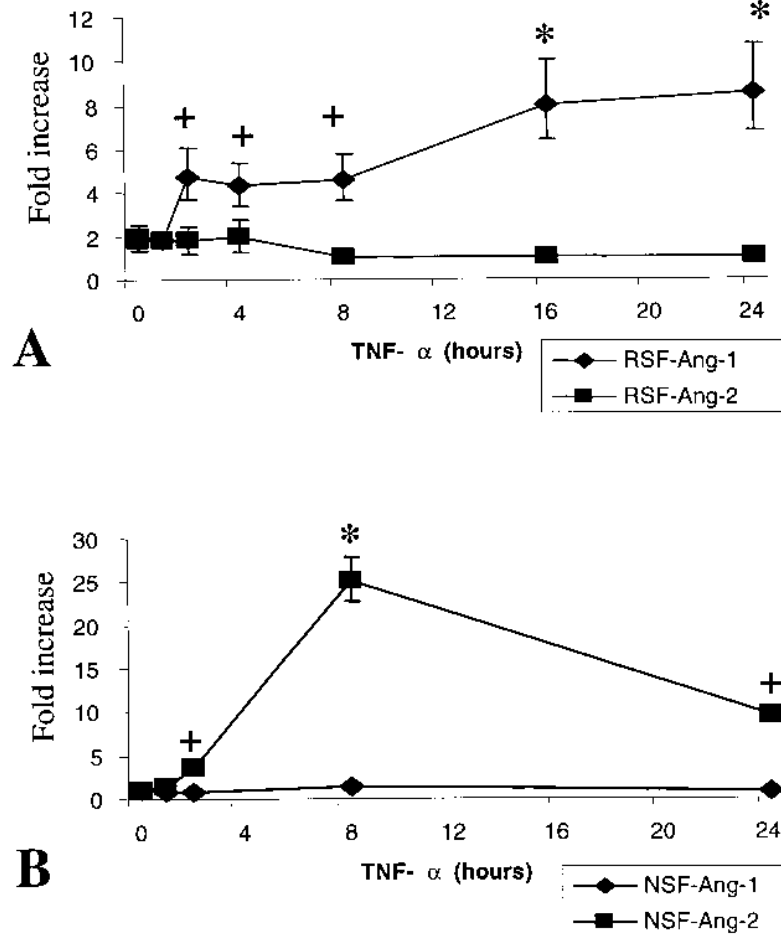 12
* *
10
8
+ +
+
6
4
2
0
Fold increase
0 4 8 16 20 24
A
TNF- α (hours)
RSF-Ang-1
RSF-Ang-2
30
*
25
20
15
+
10
+
5
0
Fold increase
0 4 8 12 16 20 24
B
TNF- α (hours)
NSF-Ang-1
NSF-Ang-2